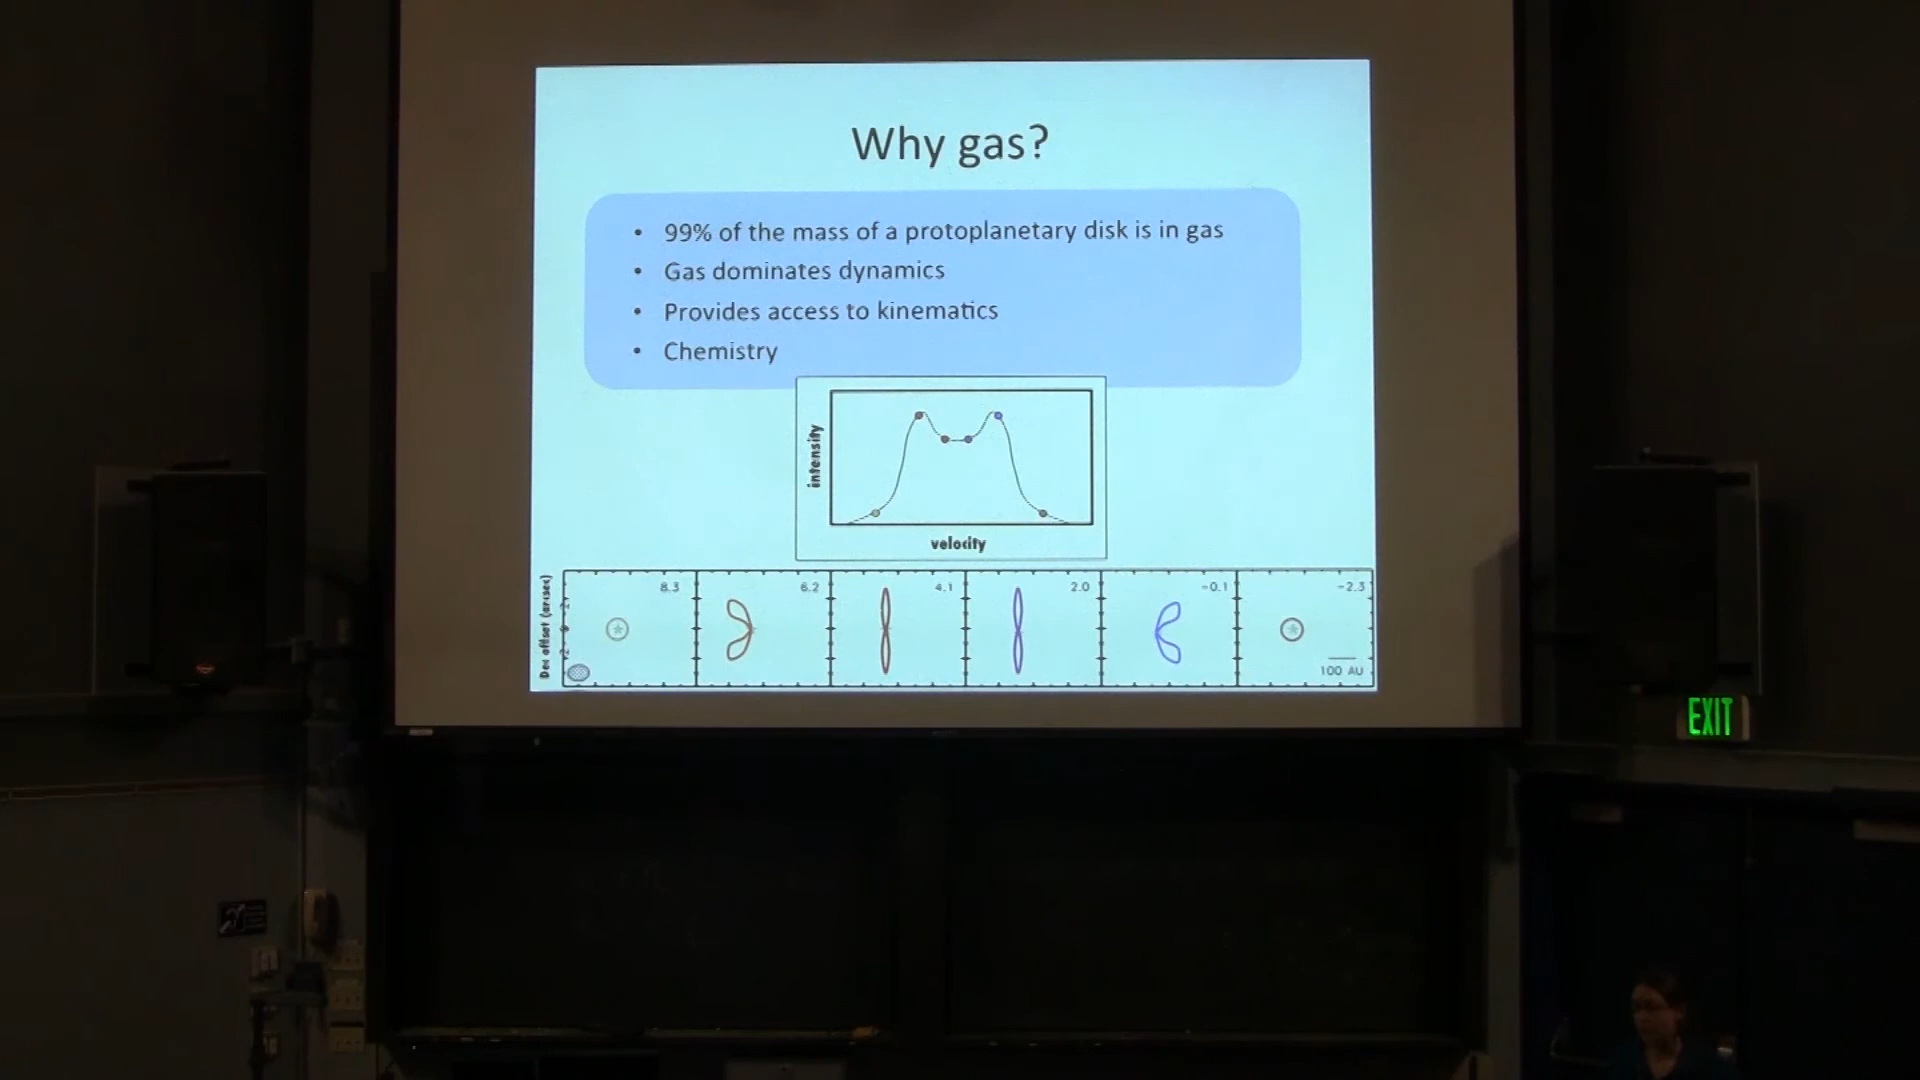 Why gas?
• 99% of the mass of a protoplanetary disk is in gas
• Gas dominates dynamics
• Provides access to kinematics
• Chemistry
intensity
velocity
Dec offset (arcsec)
8.3
6.2
4.1
2.0
-0.1
-2.3
100 AU
EXIT